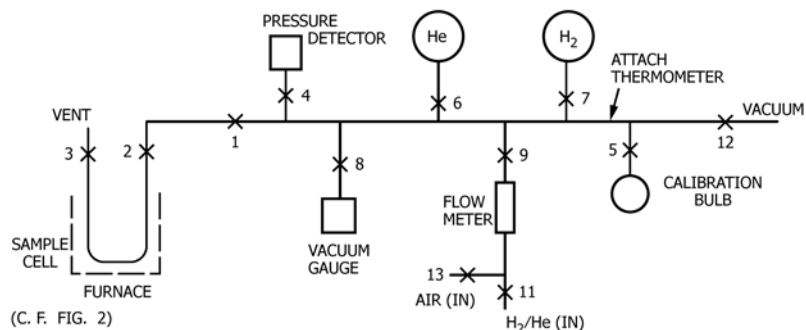 PRESSURE
DETECTOR
He
H2
ATTACH
THERMOMETER
4
6
7
VENT
VACUUM
3
2
1
8
9
5
12
FLOW
METER
CALIBRATION
BULB
SAMPLE
CELL
VACUUM
GAUGE
13
11
AIR (IN)
FURNACE
(C. F. FIG. 2)
H2/He (IN)